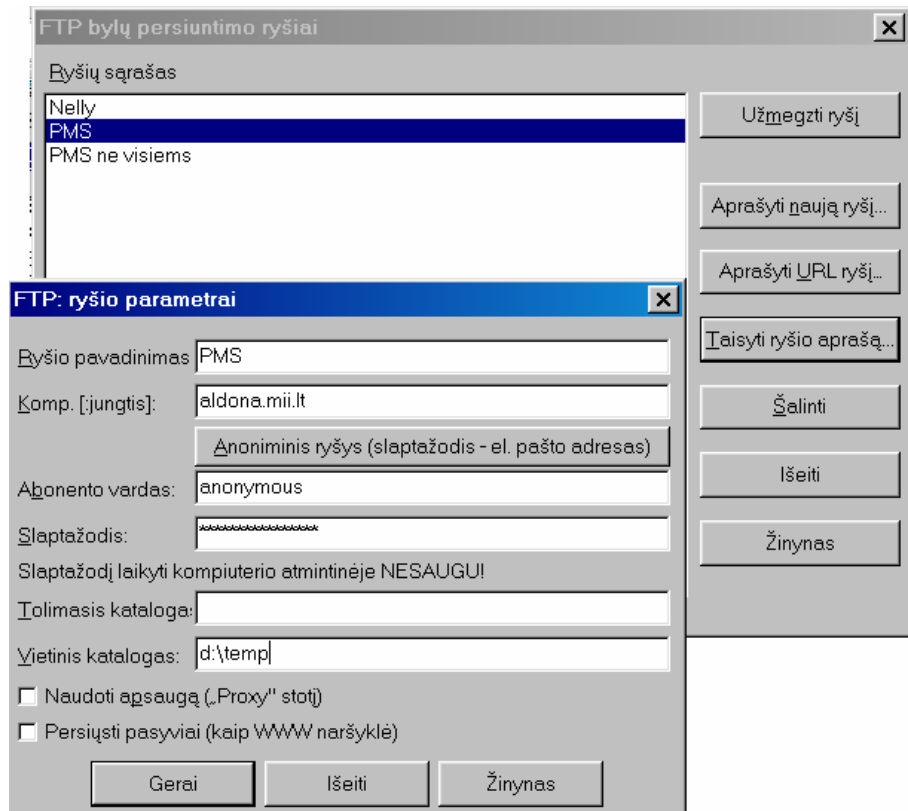 FTP bylų persiuntimo ryšiai
Ryšių sąrašas
Nelly
PMS
PMS ne visiems
Užmegzti ryšį
Aprašyti naują ryšį...
Aprašyti URL ryšį...
Taisyti ryšio aprašą...
Šalinti
Išeiti
Žinynas
FTP: ryšio parametrai
Ryšio pavadinimas PMS
Komp. [:jungtis]: aldona.mii.lt
Anoniminis ryšys (slaptažodis - el. pašto adresas)
Abonento vardas: anonymous
Slaptažodis: *****************
Slaptažodį laikyti kompiuterio atmintinėje NESAUGU!
Tolimasis kataloga:
Vietinis katalogas: d:\temp
Naudoti apsaugą („Proxy" stotį)
Persiųsti pasyviai (kaip WWW naršyklė)
Gerai Išeiti Žinynas